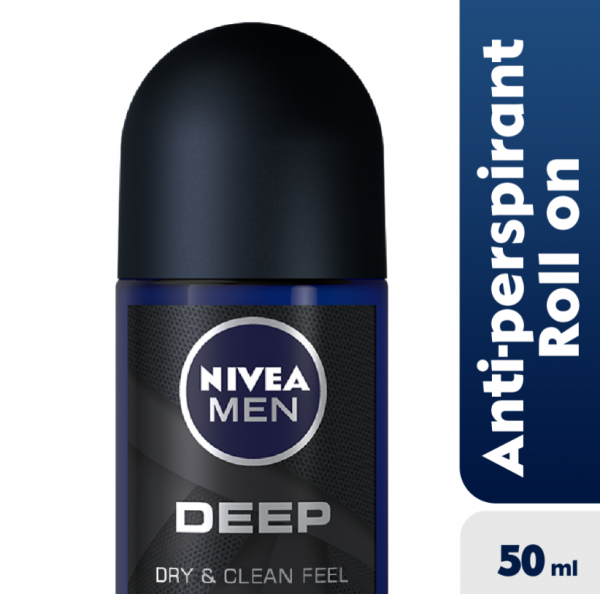 NIVEA
MEN
DEEP
DRY & CLEAN FEEL
Anti-perspirant
Roll on
50 ml